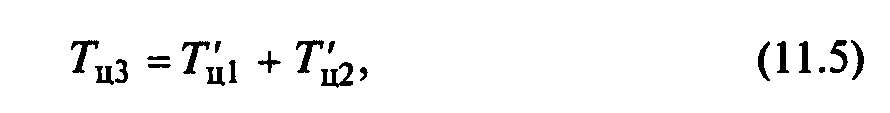 Tц3 = T′ц1 + T′ц2, (11.5)